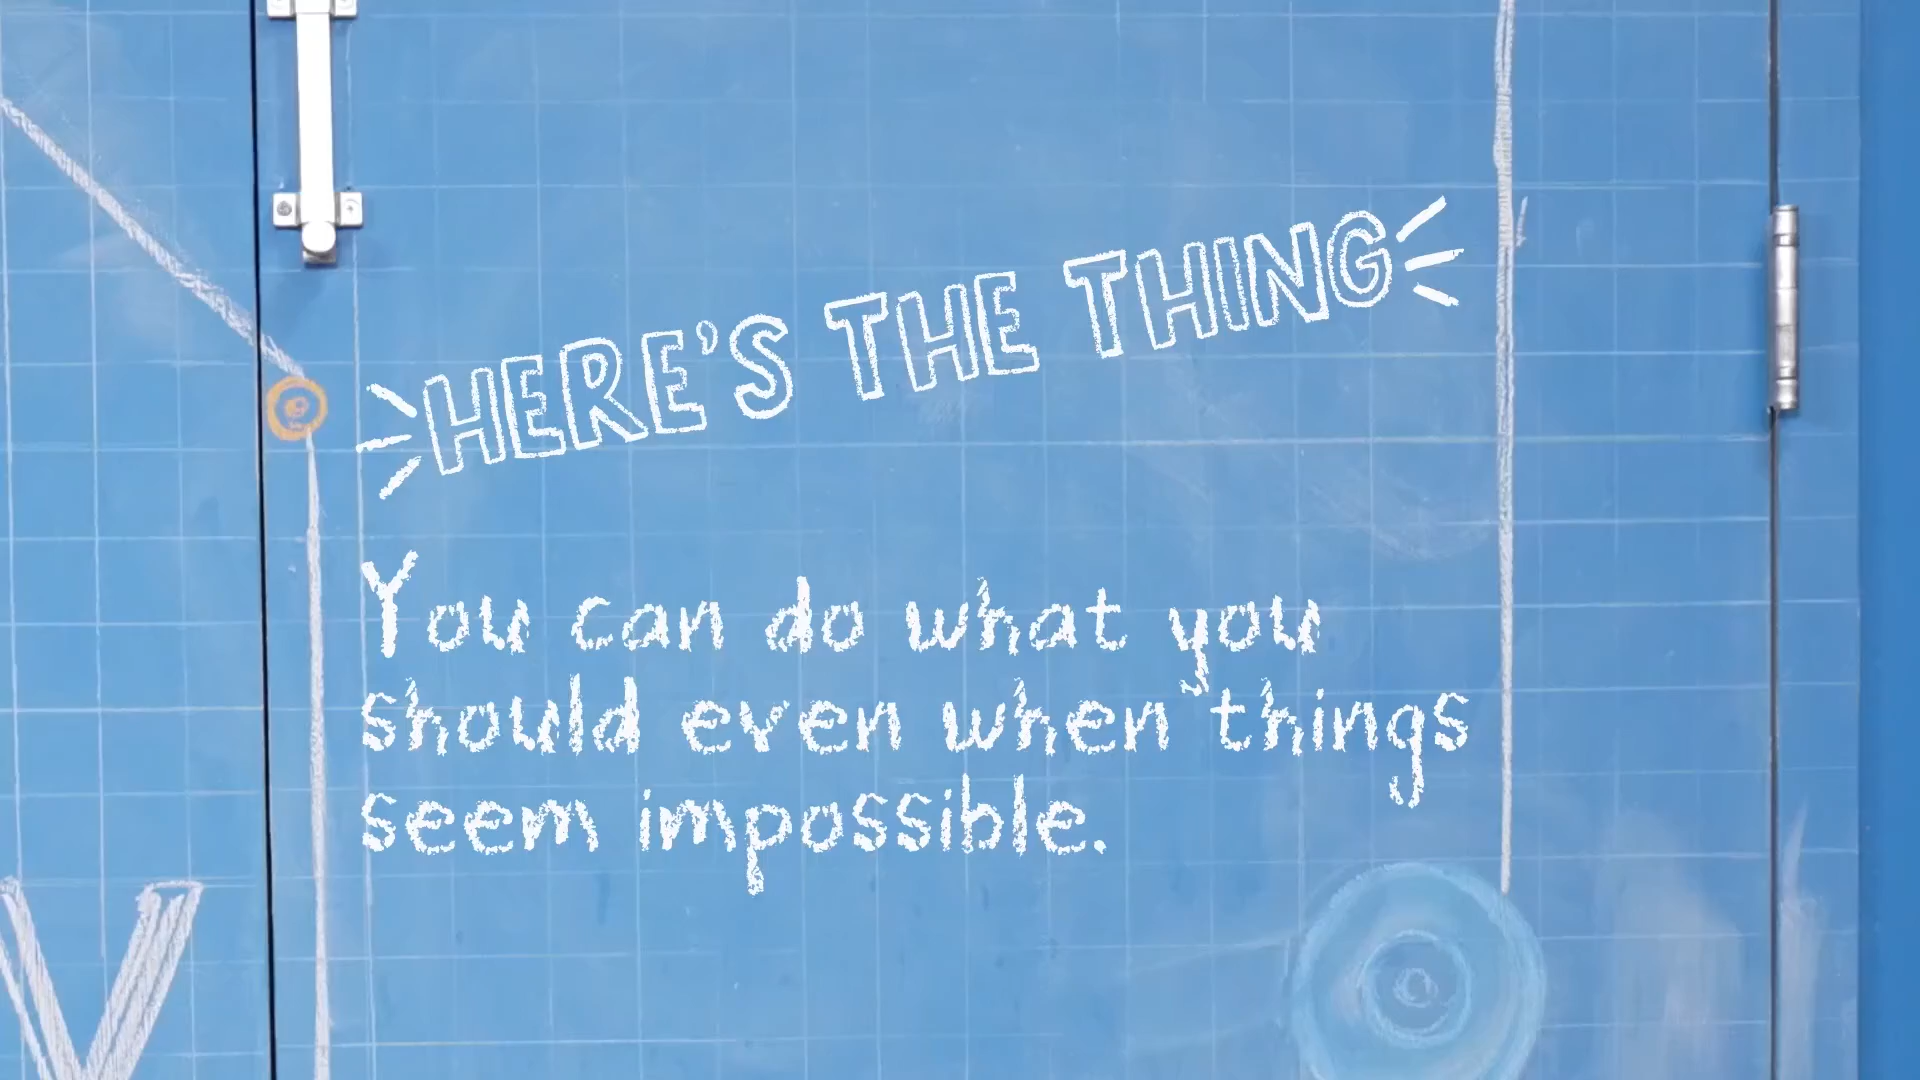 HERE'S THE THING
You can do what you
should even when things
seem impossible.